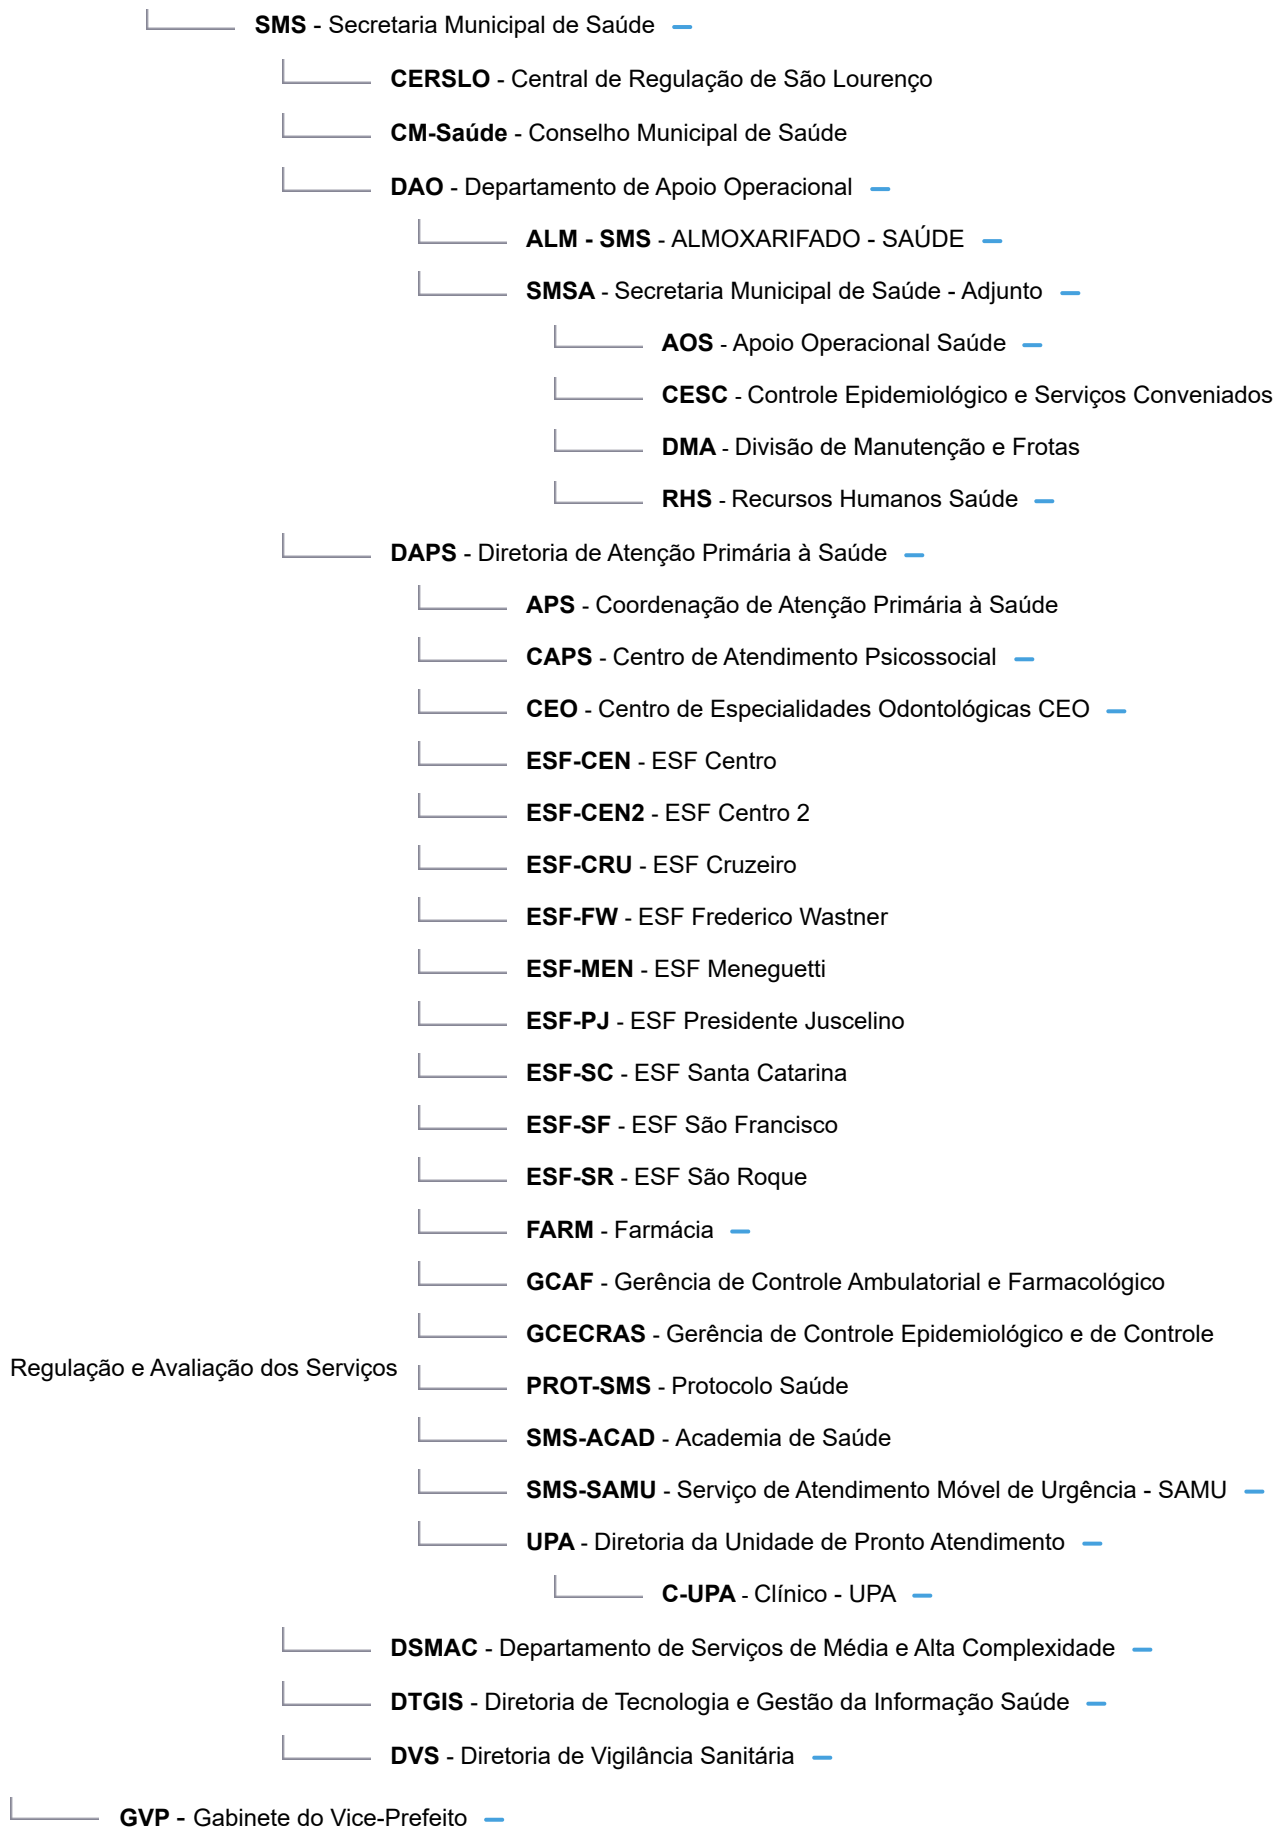 SMS - Secretaria Municipal de Saúde
CERSLO - Central de Regulação de São Lourenço
CM-Saúde - Conselho Municipal de Saúde
DAO - Departamento de Apoio Operacional
ALM - SMS - ALMOXARIFADO - SAÚDE
SMSA - Secretaria Municipal de Saúde - Adjunto
AOS - Apoio Operacional Saúde
CESC - Controle Epidemiológico e Serviços Conveniados
DMA - Divisão de Manutenção e Frotas
RHS - Recursos Humanos Saúde
DAPS - Diretoria de Atenção Primária à Saúde
APS - Coordenação de Atenção Primária à Saúde
CAPS - Centro de Atendimento Psicossocial
CEO - Centro de Especialidades Odontológicas CEO
ESF-CEN - ESF Centro
ESF-CEN2 - ESF Centro 2
ESF-CRU - ESF Cruzeiro
ESF-FW - ESF Frederico Wastner
ESF-MEN - ESF Meneguetti
ESF-PJ - ESF Presidente Juscelino
ESF-SC - ESF Santa Catarina
ESF-SF - ESF São Francisco
ESF-SR - ESF São Roque
FARM - Farmácia
GCAF - Gerência de Controle Ambulatorial e Farmacológico
GCECRAS - Gerência de Controle Epidemiológico e de Controle
Regulação e Avaliação dos Serviços
PROT-SMS - Protocolo Saúde
SMS-ACAD - Academia de Saúde
SMS-SAMU - Serviço de Atendimento Móvel de Urgência - SAMU
UPA - Diretoria da Unidade de Pronto Atendimento
C-UPA - Clínico - UPA
DSMAC - Departamento de Serviços de Média e Alta Complexidade
DTGIS - Diretoria de Tecnologia e Gestão da Informação Saúde
DVS - Diretoria de Vigilância Sanitária
GVP - Gabinete do Vice-Prefeito